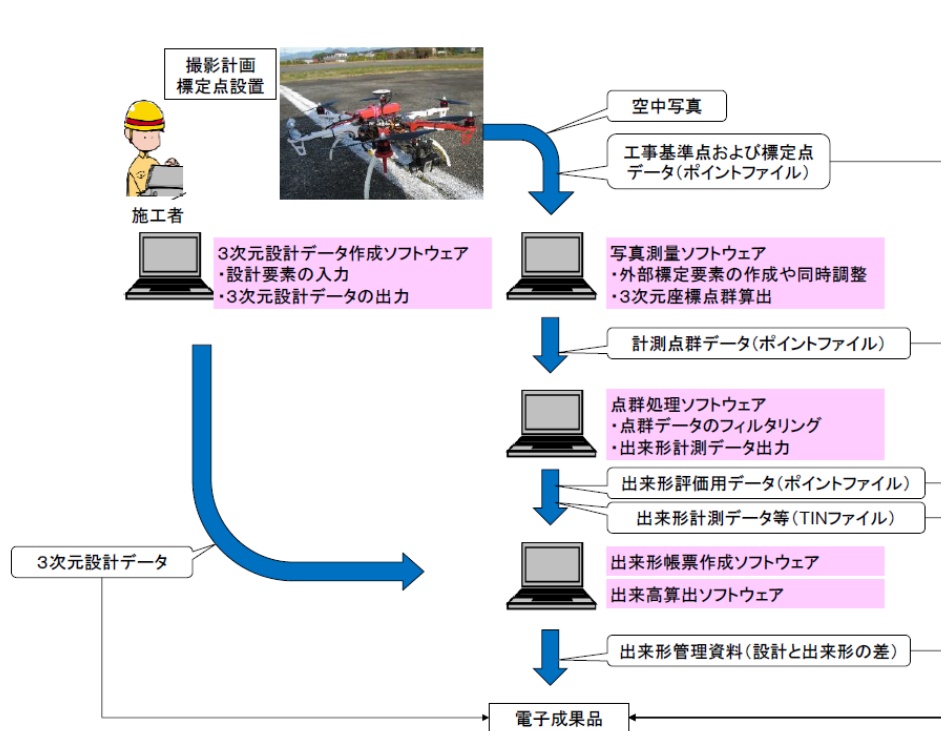 撮影計画
標定点設置
空中写真
工事基準点および標定点
データ(ポイントファイル)
施工者
3次元設計データ作成ソフトウェア
・設計要素の入力
・3次元設計データの出力
写真測量ソフトウェア
・外部標定要素の作成や同時調整
・3次元座標点群算出
計測点群データ(ポイントファイル)
点群処理ソフトウェア
・点群データのフィルタリング
・出来形計測データ出力
出来形評価用データ(ポイントファイル)
出来形計測データ等(TINファイル)
3次元設計データ
出来形帳票作成ソフトウェア
出来高算出ソフトウェア
出来形管理資料(設計と出来形の差)
電子成果品